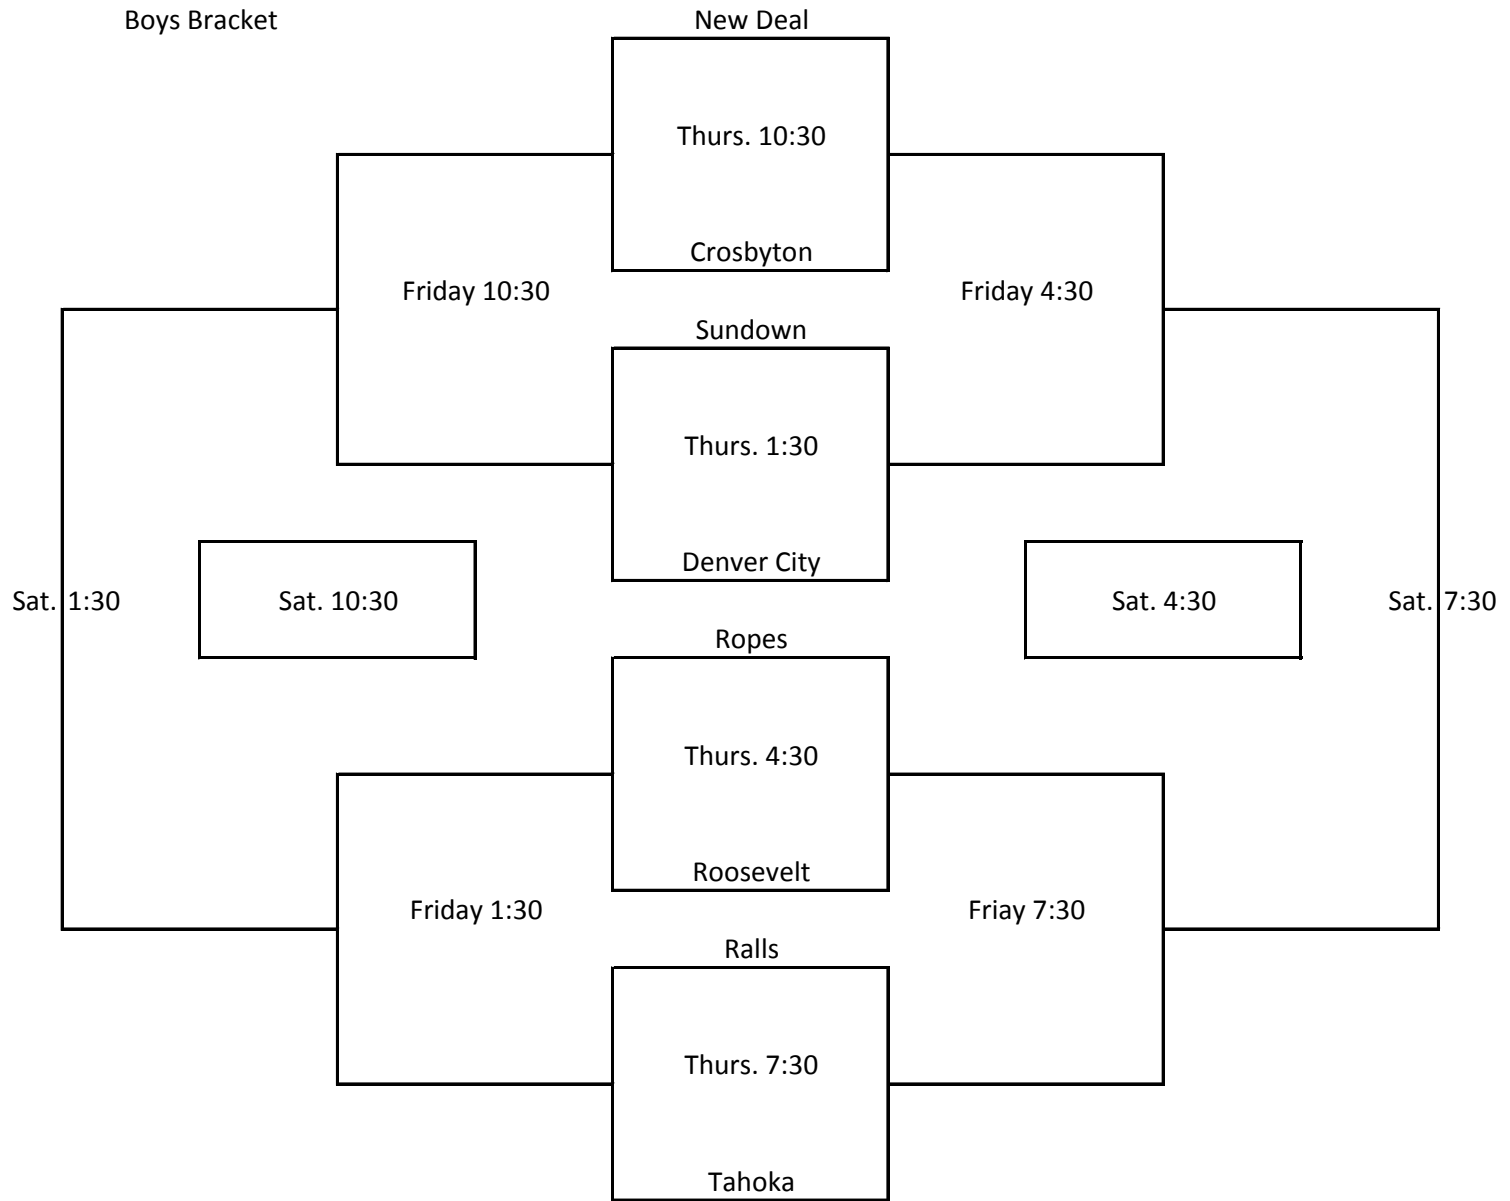 Boys Bracket
New Deal
Thurs. 10:30
Crosbyton
Friday 10:30
Friday 4:30
Sundown
Thurs. 1:30
Denver City
Sat. 1:30
Sat. 10:30
Sat. 4:30
Sat. 7:30
Ropes
Thurs. 4:30
Roosevelt
Friday 1:30
Friay 7:30
Ralls
Thurs. 7:30
Tahoka